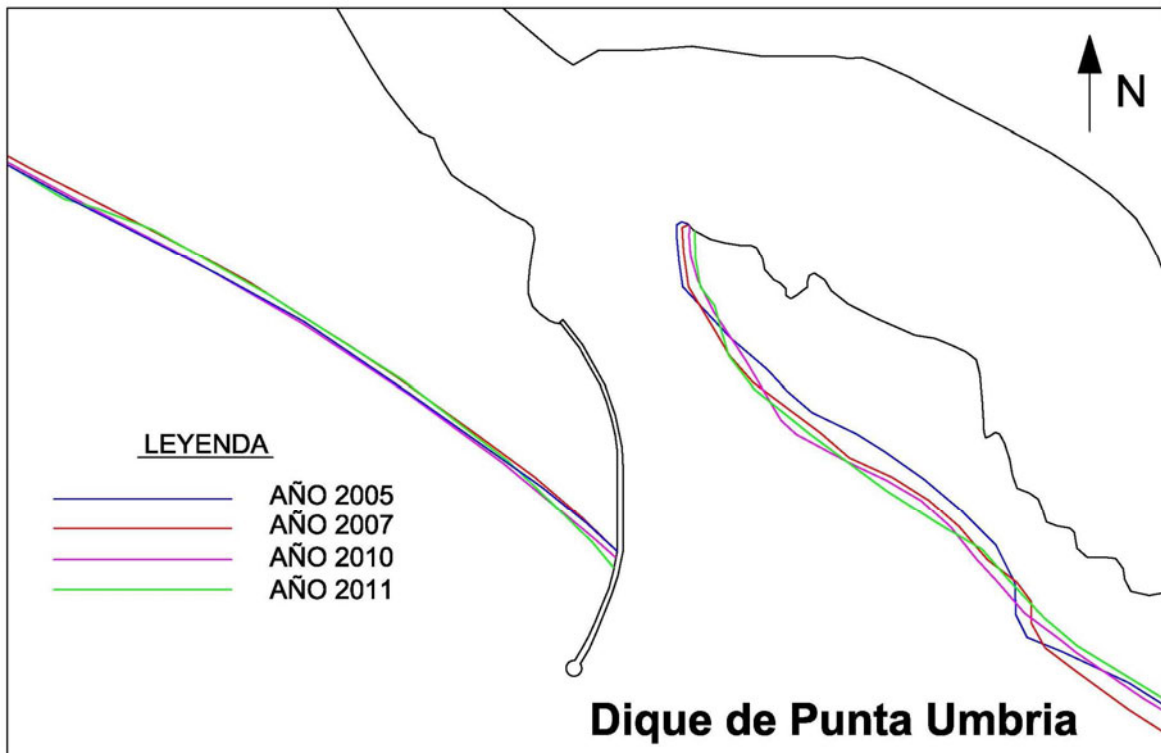 N
LEYENDA
AÑO 2005
AÑO 2007
AÑO 2010
AÑO 2011
Dique de Punta Umbria